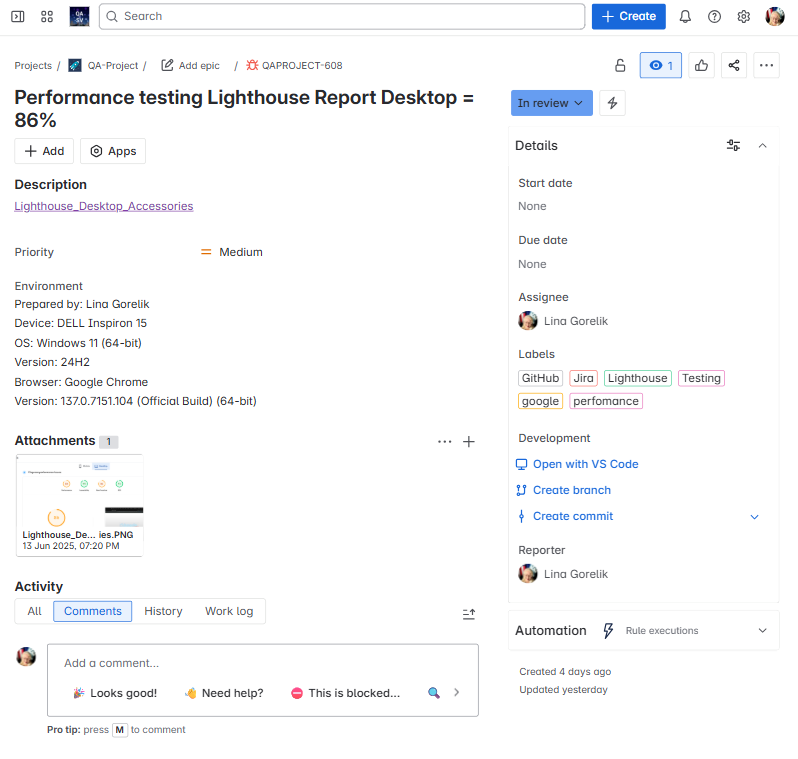 QA
SV
Search
Create
Projects / QA-Project / Add epic / QAPROJECT-608
1
Performance testing Lighthouse Report Desktop =
86%
Add
Apps
Description
Lighthouse_Desktop_Accessories
Priority
Medium
Environment
Prepared by: Lina Gorelik
Device: DELL Inspiron 15
OS: Windows 11 (64-bit)
Version: 24H2
Browser: Google Chrome
Version: 137.0.7151.104 (Official Build) (64-bit)
Attachments 1
Lighthouse_De... ies.PNG
13 Jun 2025, 07:20 PM
Activity
All
Comments
History
Work log
Add a comment...
Looks good!
Need help?
This is blocked...
Pro tip: press M to comment
In review
Details
Start date
None
Due date
None
Assignee
Lina Gorelik
Labels
GitHub Jira Lighthouse Testing
google perfomance
Development
Open with VS Code
Create branch
Create commit
Reporter
Lina Gorelik
Automation
Rule executions
Created 4 days ago
Updated yesterday